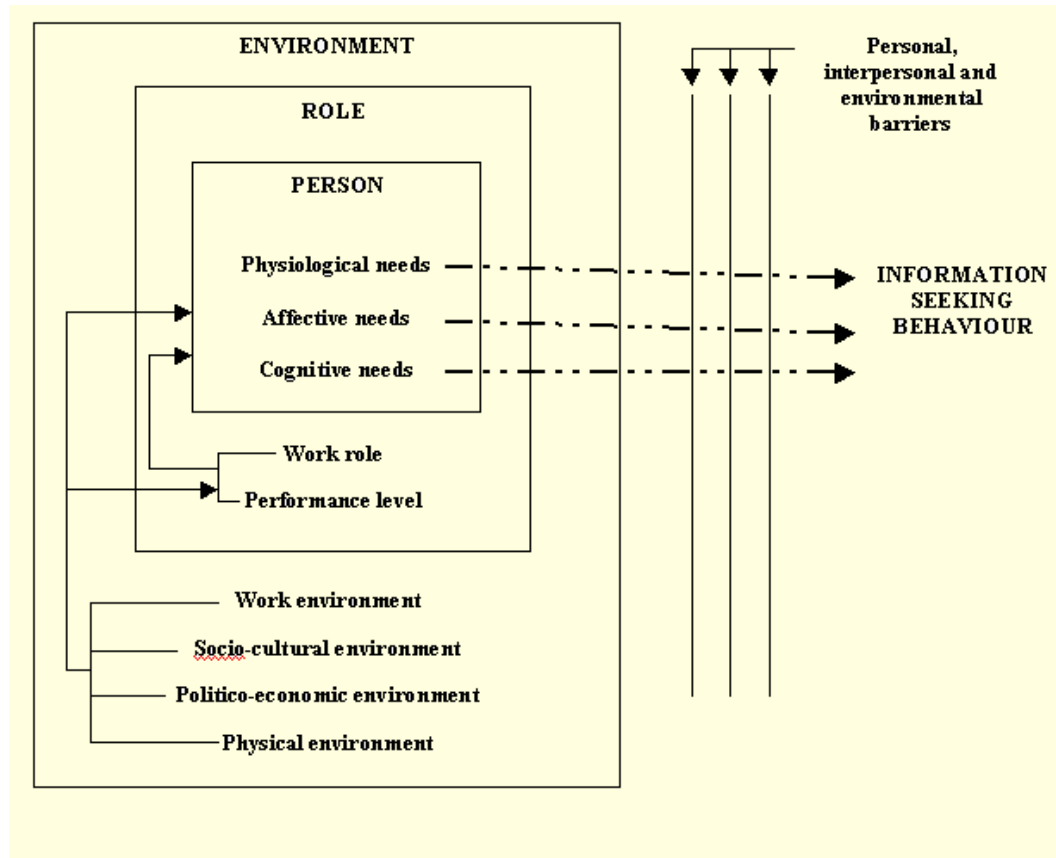 ENVIRONMENT
ROLE
PERSON
Physiological needs
Affective needs
Cognitive needs
Work role
Performance level
Work environment
Socio-cultural environment
Politico-economic environment
Physical environment
Personal,
interpersonal and
environmental
barriers
INFORMATION
SEEKING
BEHAVIOUR